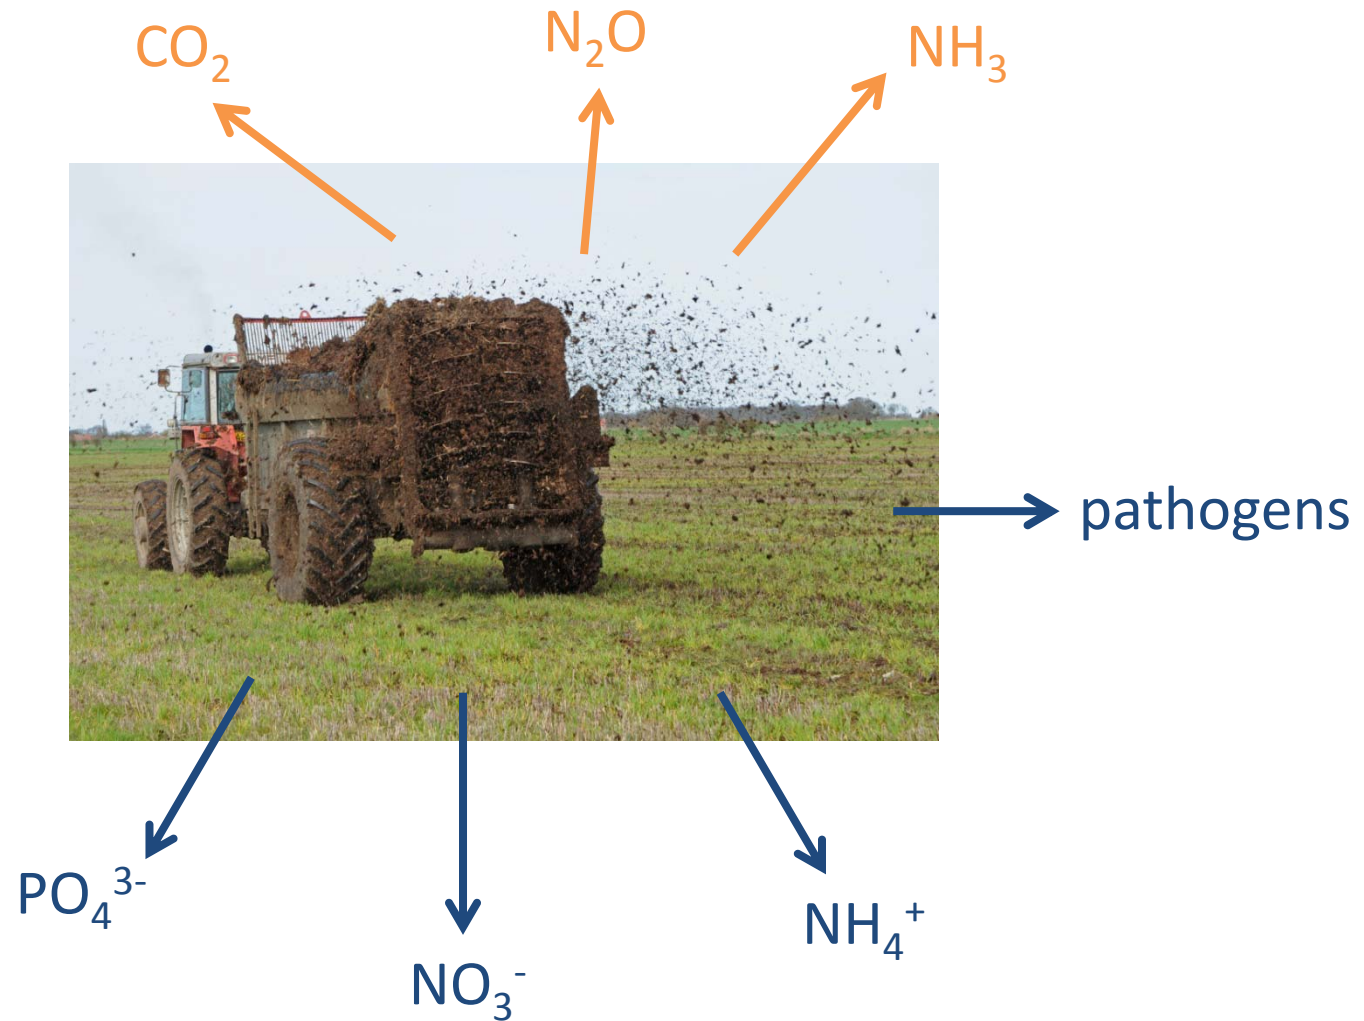 CO₂
N₂O
NH₃
pathogens
PO₄³⁻
NH₄⁺
NO₃⁻